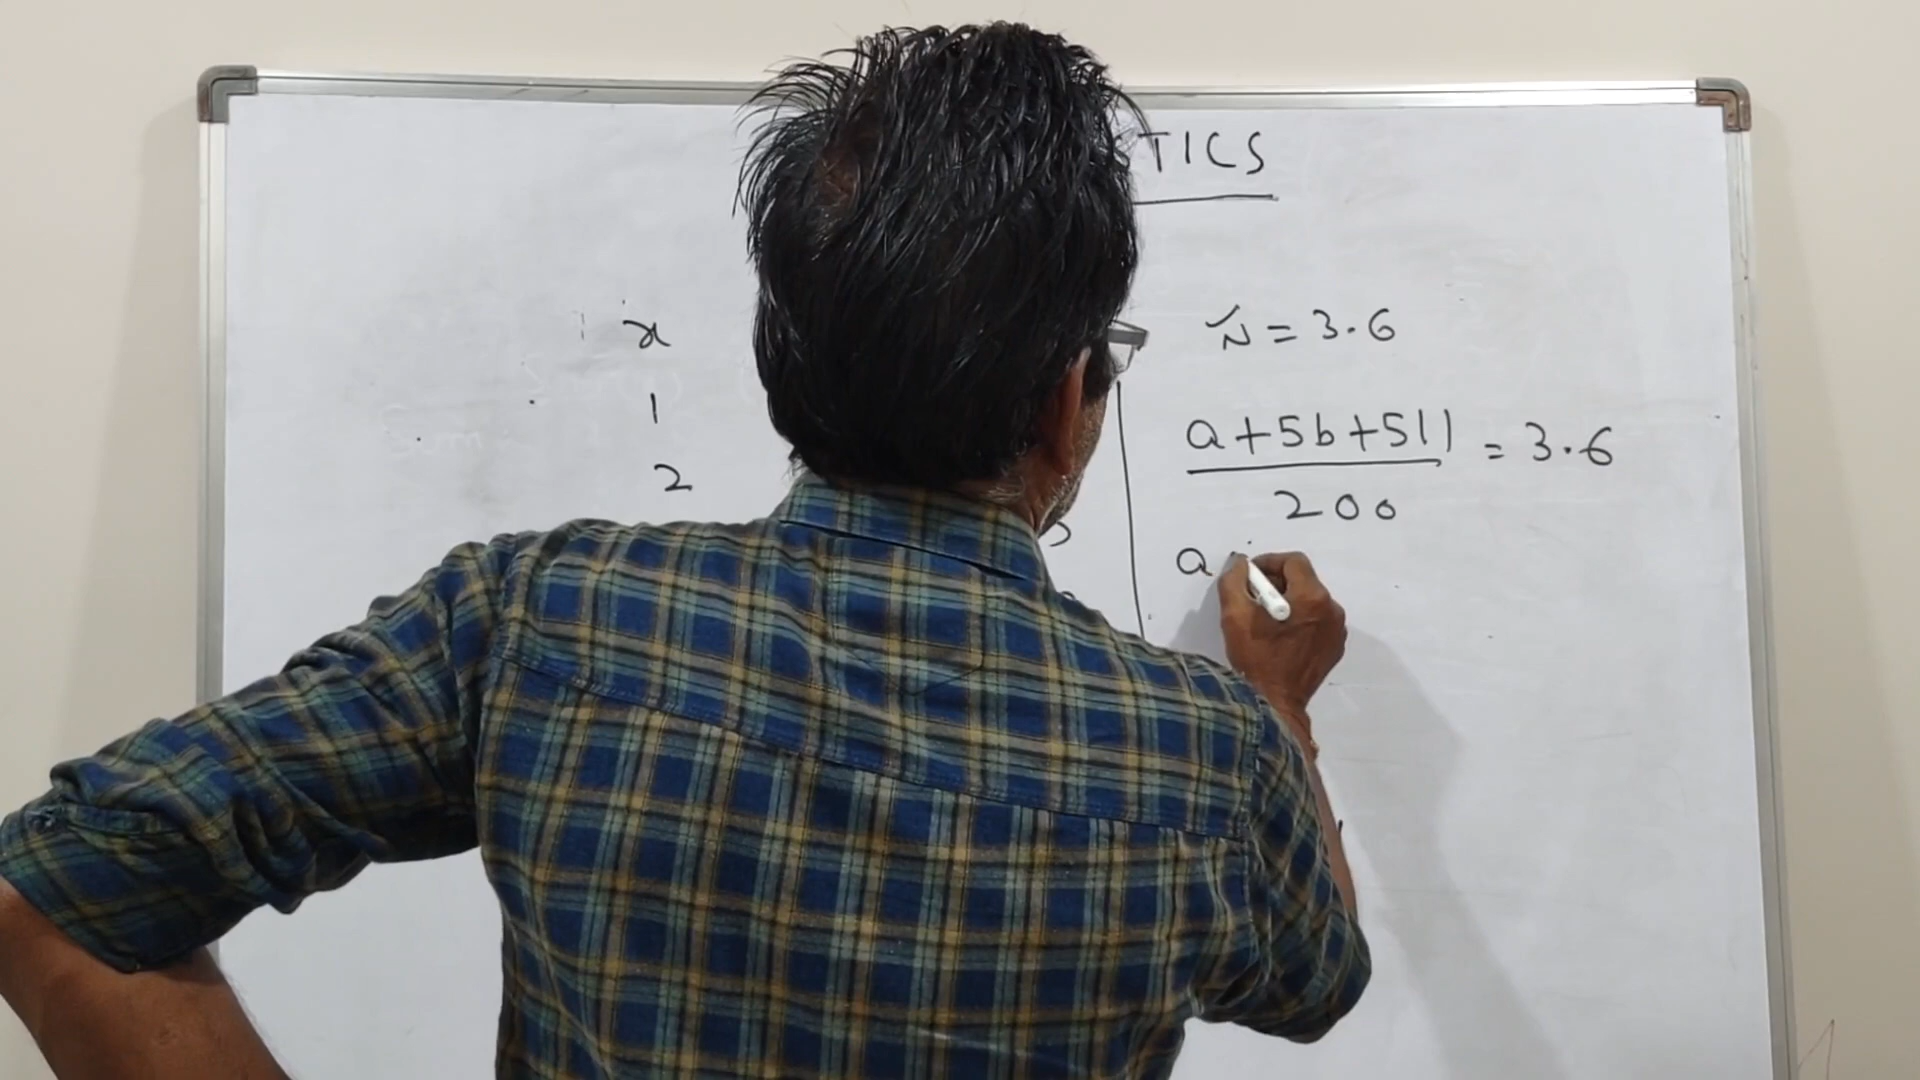 TICS
x
1
2
x̄ = 3.6
a+5b+511 = 3.6
200
a